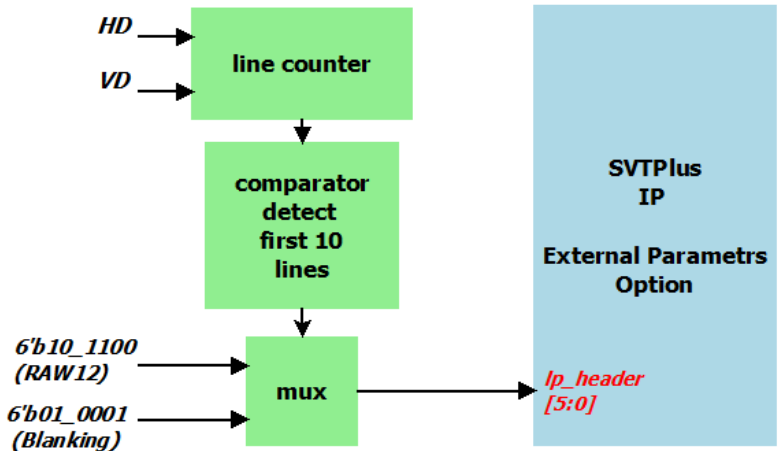 HD
VD
line counter
comparator
detect
first 10
lines
6'b10_1100
(RAW12)
6'b01_0001
(Blanking)
mux
SVTPlus
IP
External Parametrs
Option
lp_header
[5:0]